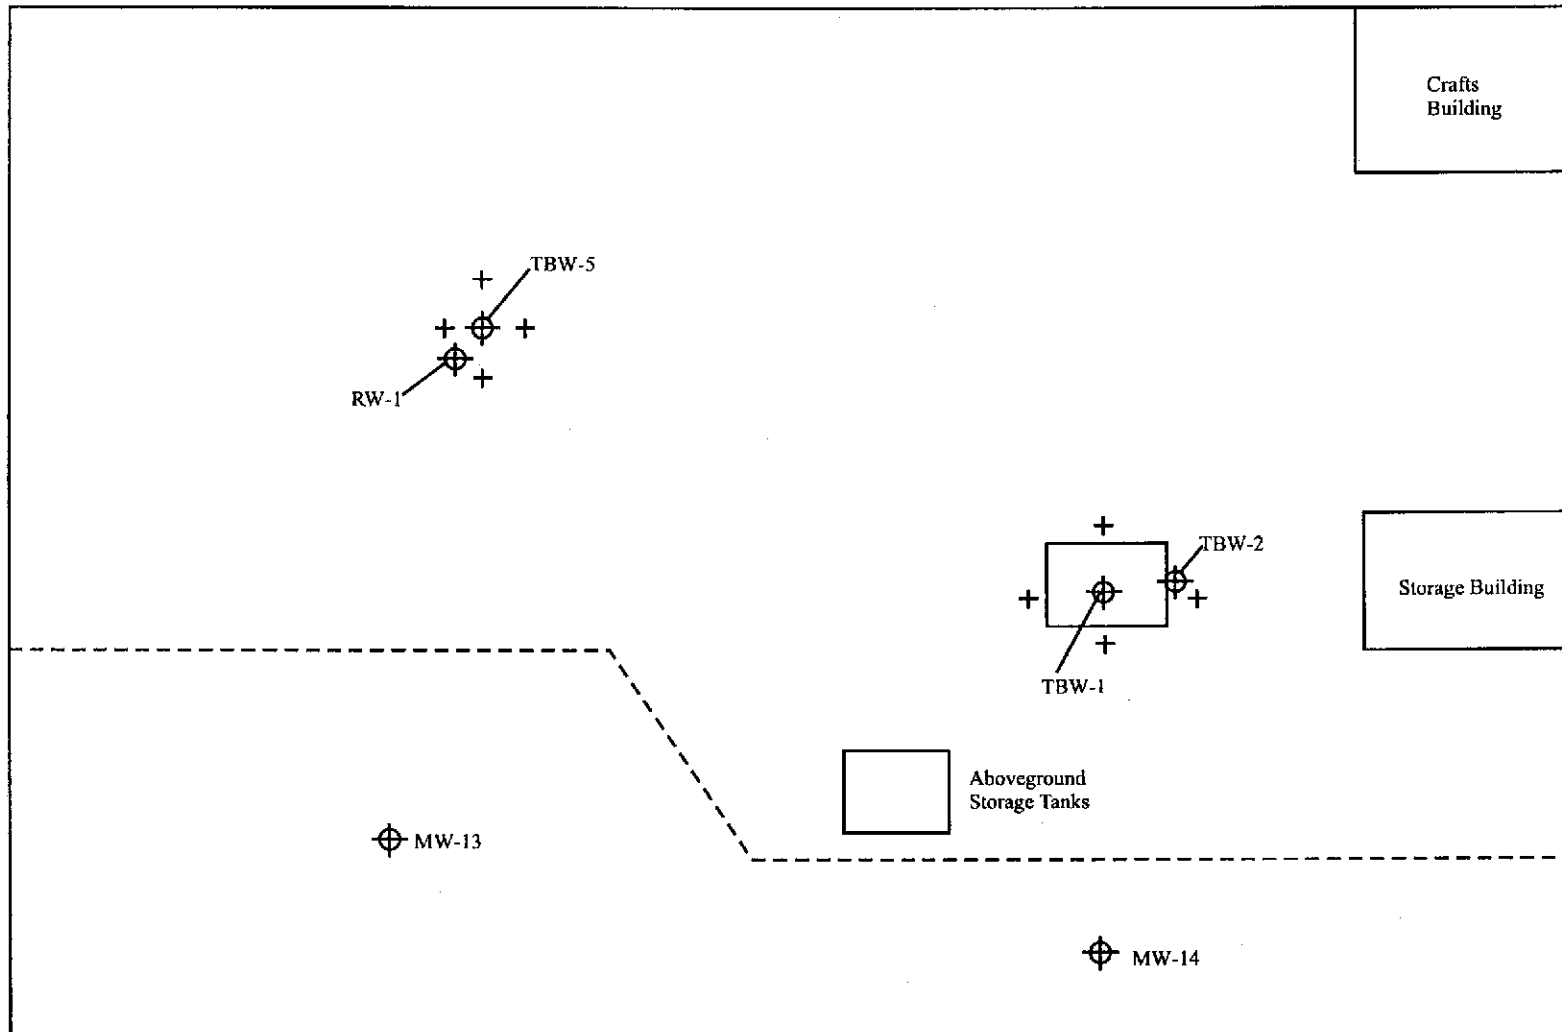 Crafts
Building
TBW-5
RW-1
TBW-2
Storage Building
TBW-1
Aboveground
Storage Tanks
MW-13
MW-14